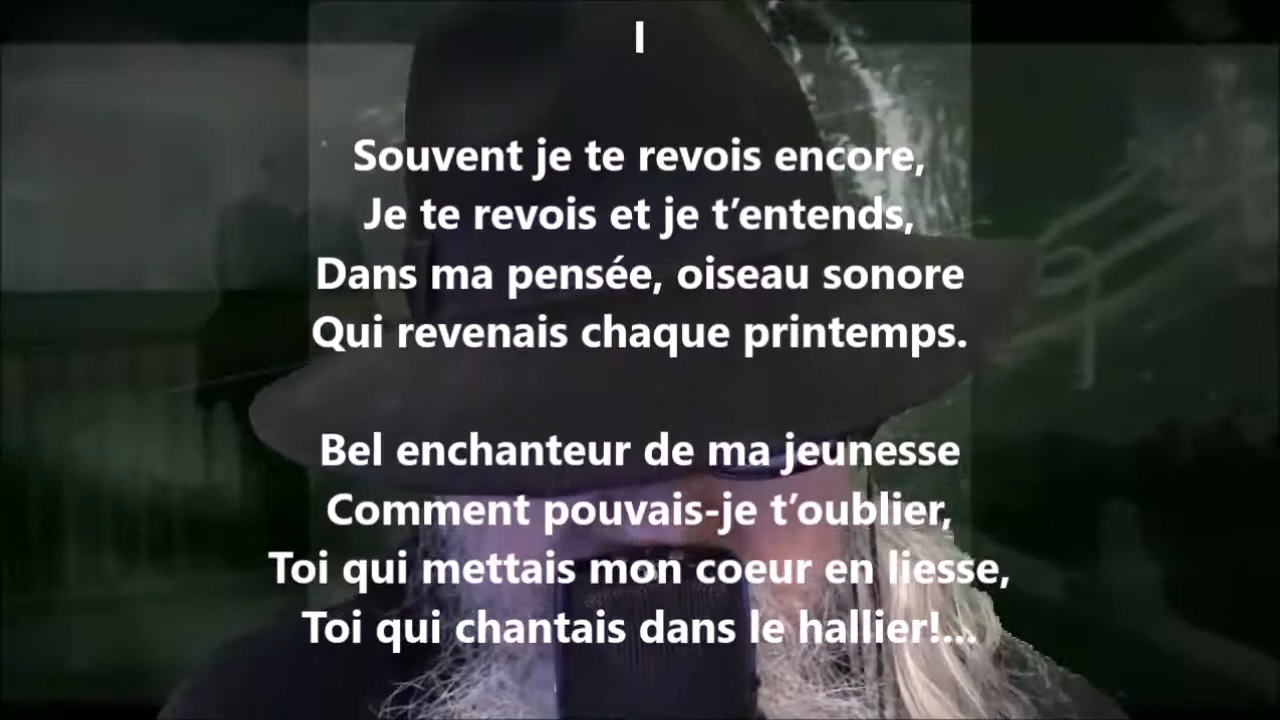 I
Souvent je te revois encore,
Je te revois et je t’entends,
Dans ma pensée, oiseau sonore
Qui revenais chaque printemps.
Bel enchanteur de ma jeunesse
Comment pouvais-je t’oublier,
Toi qui mettais mon coeur en liesse,
Toi qui chantais dans le hallier!...